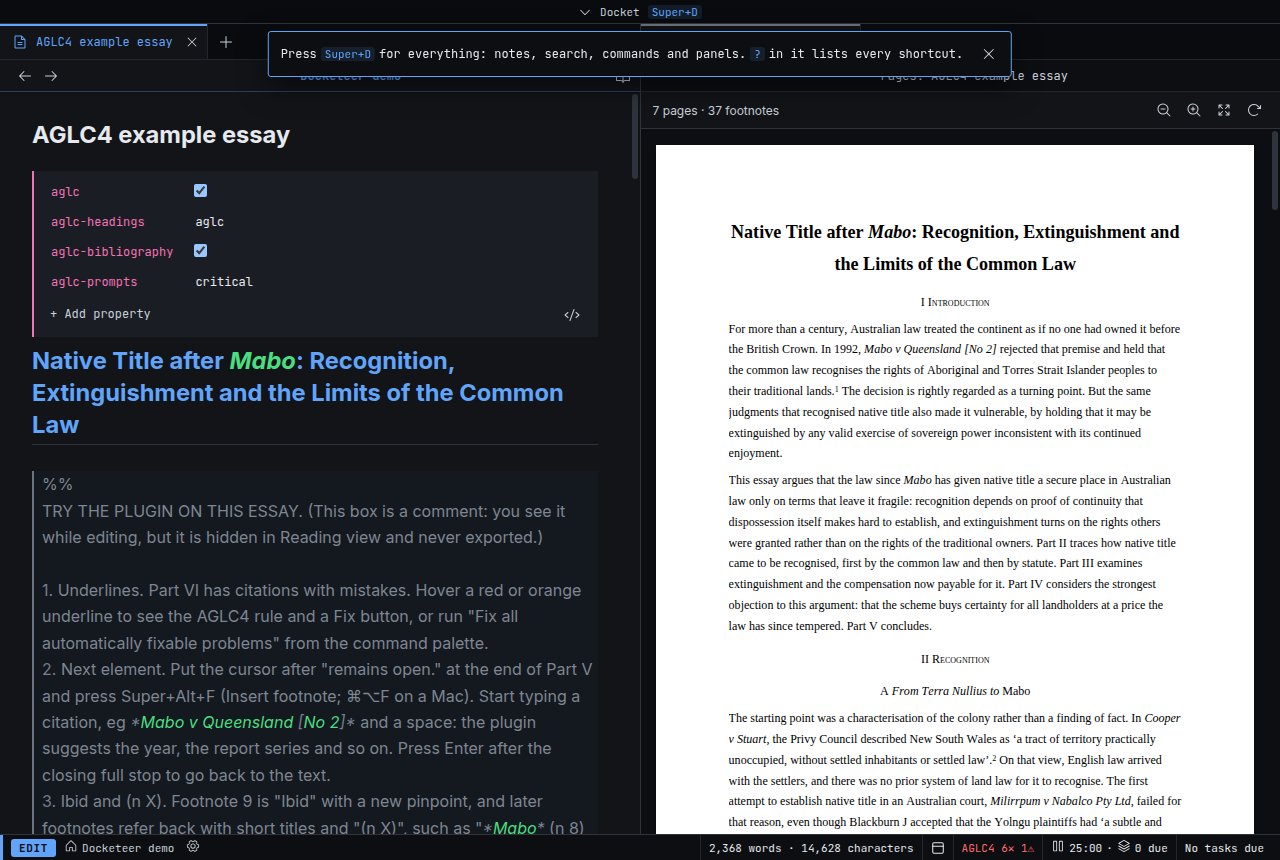 Docket Super+D
AGLC4 example essay
Press Super+D for everything: notes, search, commands and panels. ? in it lists every shortcut.
Docketeer demo
Pages: AGLC4 example essay
AGLC4 example essay
aglc
aglc-headings aglc
aglc-bibliography
aglc-prompts critical
+ Add property
Native Title after Mabo: Recognition,
Extinguishment and the Limits of the Common
Law
%%
TRY THE PLUGIN ON THIS ESSAY. (This box is a comment: you see it
while editing, but it is hidden in Reading view and never exported.)
1. Underlines. Part VI has citations with mistakes. Hover a red or orange
underline to see the AGLC4 rule and a Fix button, or run "Fix all
automatically fixable problems" from the command palette.
2. Next element. Put the cursor after "remains open." at the end of Part V
and press Super+Alt+F (Insert footnote; ⌘⌥F on a Mac). Start typing a
citation, eg *Mabo v Queensland [No 2]* and a space: the plugin
suggests the year, the report series and so on. Press Enter after the
closing full stop to go back to the text.
3. Ibid and (n X). Footnote 9 is "Ibid" with a new pinpoint, and later
footnotes refer back with short titles and "(n X)", such as "*Mabo* (n 8)
7 pages · 37 footnotes
Native Title after Mabo: Recognition, Extinguishment and
the Limits of the Common Law
I Introduction
For more than a century, Australian law treated the continent as if no one had owned it before
the British Crown. In 1992, Mabo v Queensland [No 2] rejected that premise and held that
the common law recognises the rights of Aboriginal and Torres Strait Islander peoples to
their traditional lands.¹ The decision is rightly regarded as a turning point. But the same
judgments that recognised native title also made it vulnerable, by holding that it may be
extinguished by any valid exercise of sovereign power inconsistent with its continued
enjoyment.
This essay argues that the law since Mabo has given native title a secure place in Australian
law only on terms that leave it fragile: recognition depends on proof of continuity that
dispossession itself makes hard to establish, and extinguishment turns on the rights others
were granted rather than on the rights of the traditional owners. Part II traces how native title
came to be recognised, first by the common law and then by statute. Part III examines
extinguishment and the compensation now payable for it. Part IV considers the strongest
objection to this argument: that the scheme buys certainty for all landholders at a price the
law has since tempered. Part V concludes.
II Recognition
A From Terra Nullius to Mabo
The starting point was a characterisation of the colony rather than a finding of fact. In Cooper
v Stuart, the Privy Council described New South Wales as ‘a tract of territory practically
unoccupied, without settled inhabitants or settled law’.² On that view, English law arrived
with the settlers, and there was no prior system of land law for it to recognise. The first
attempt to establish native title in an Australian court, Milirrpum v Nabalco Pty Ltd, failed for
that reason, even though Blackburn J accepted that the Yolngu plaintiffs had ‘a subtle and
EDIT Docketeer demo
2,368 words · 14,628 characters AGLC4 6× 1⚠ 25:00 · 0 due No tasks due